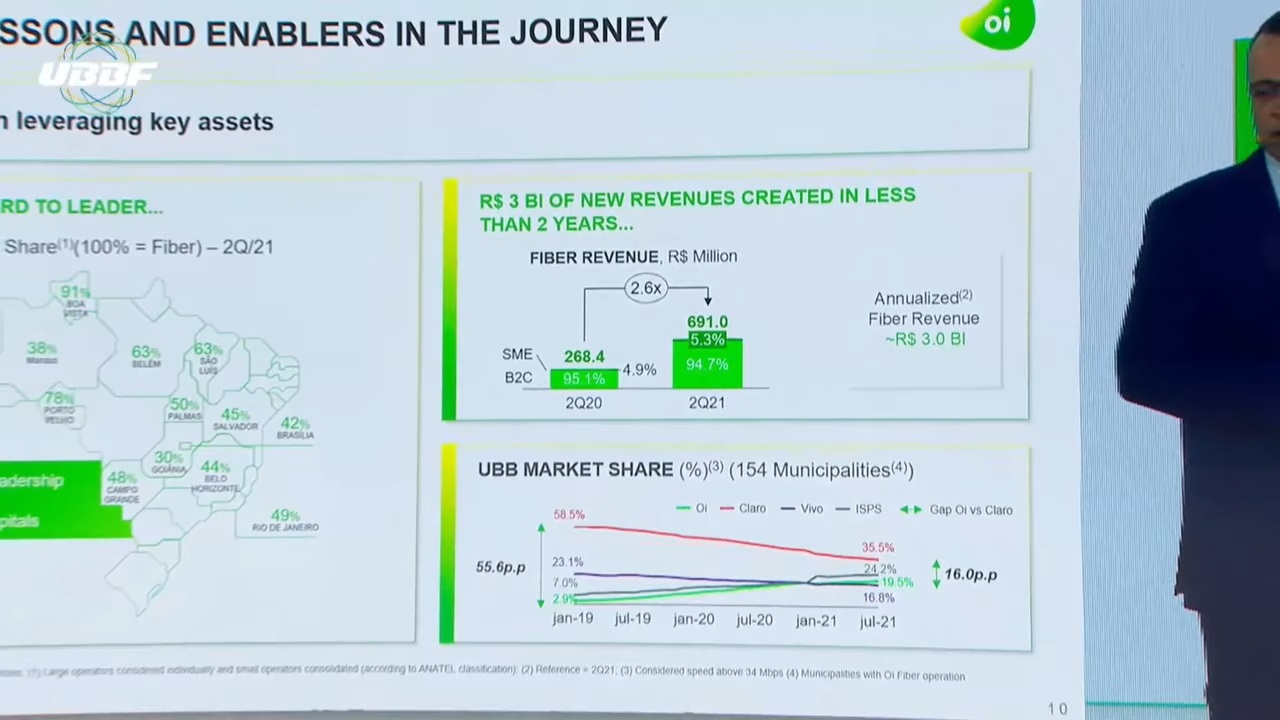 SSONS AND ENABLERS IN THE JOURNEY
oi
UBBF
n leveraging key assets
RD TO LEADER...
Share(1)(100% = Fiber) – 2Q/21
91%
BOA
VISTA
38%
Manaus
63%
BELÉM
63%
SÃO
LUÍS
78%
PORTO
VELHO
50%
PALMAS
45%
SALVADOR
42%
BRASÍLIA
30%
GOIÂNIA
44%
BELO
HORIZONTE
48%
CAMPO
GRANDE
49%
RIO DE JANEIRO
adership
pitals
R$ 3 BI OF NEW REVENUES CREATED IN LESS
THAN 2 YEARS...
FIBER REVENUE, R$ Million
2.6x
691.0
5.3%
94.7%
SME
B2C
268.4
95.1%
4.9%
2Q20
2Q21
Annualized(2)
Fiber Revenue
~R$ 3.0 BI
UBB MARKET SHARE (%)(3) (154 Municipalities(4))
Oi Claro Vivo ISPS Gap Oi vs Claro
58.5%
35.5%
55.6p.p
23.1%
7.0%
2.9%
24.2%
19.5%
16.8%
16.0p.p
jan-19 jul-19 jan-20 jul-20 jan-21 jul-21
(1) Large operators considered individually and small operators consolidated (according to ANATEL classification); (2) Reference = 2Q21; (3) Considered speed above 34 Mbps (4) Municipalities with Oi Fiber operation
10